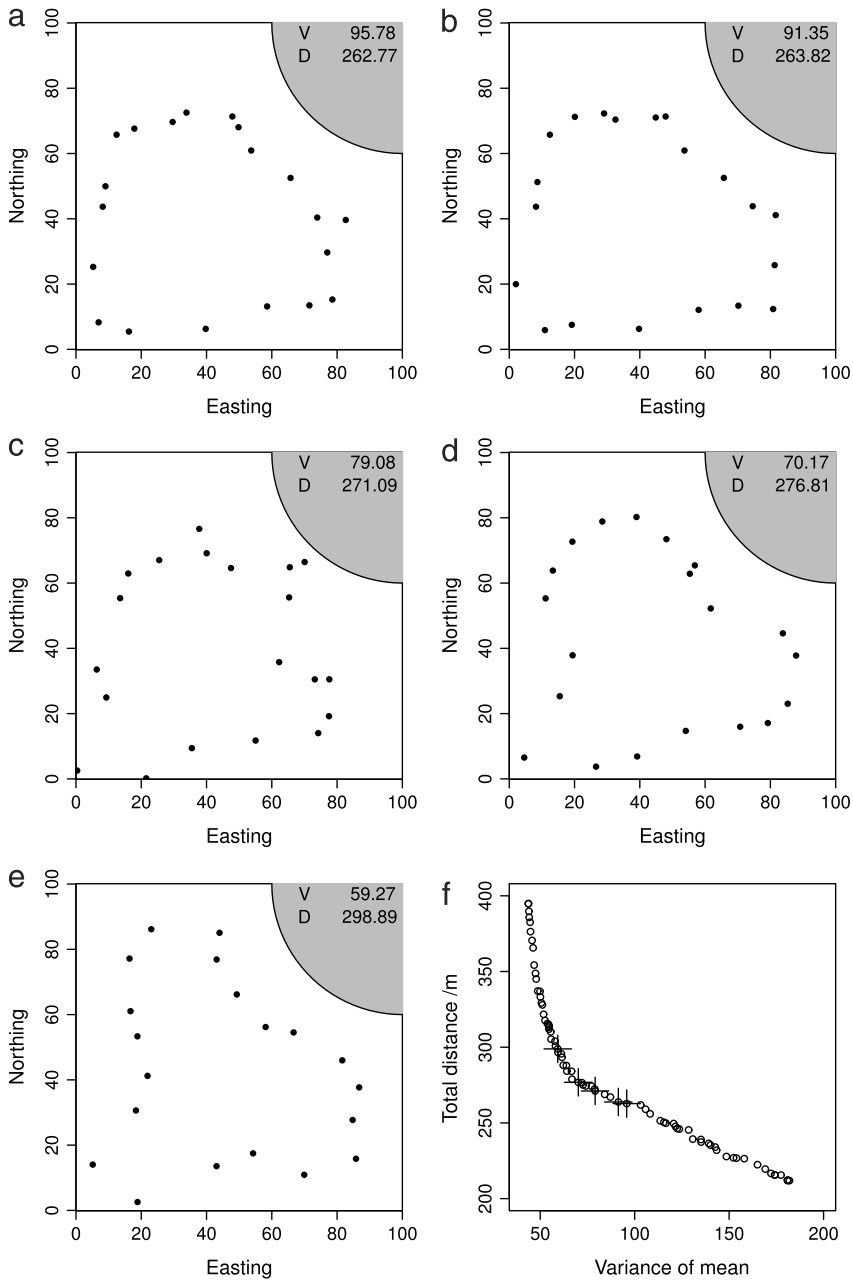 a
V 95.78
D 262.77
100
80
60
40
20
0
Northing
0 20 40 60 80 100
Easting
b
V 91.35
D 263.82
100
80
60
40
20
0
Northing
0 20 40 60 80 100
Easting
c
V 79.08
D 271.09
100
80
60
40
20
0
Northing
0 20 40 60 80 100
Easting
d
V 70.17
D 276.81
100
80
60
40
20
0
Northing
0 20 40 60 80 100
Easting
e
V 59.27
D 298.89
100
80
60
40
20
0
Northing
0 20 40 60 80 100
Easting
f
400
350
300
250
200
Total distance /m
50 100 150 200
Variance of mean